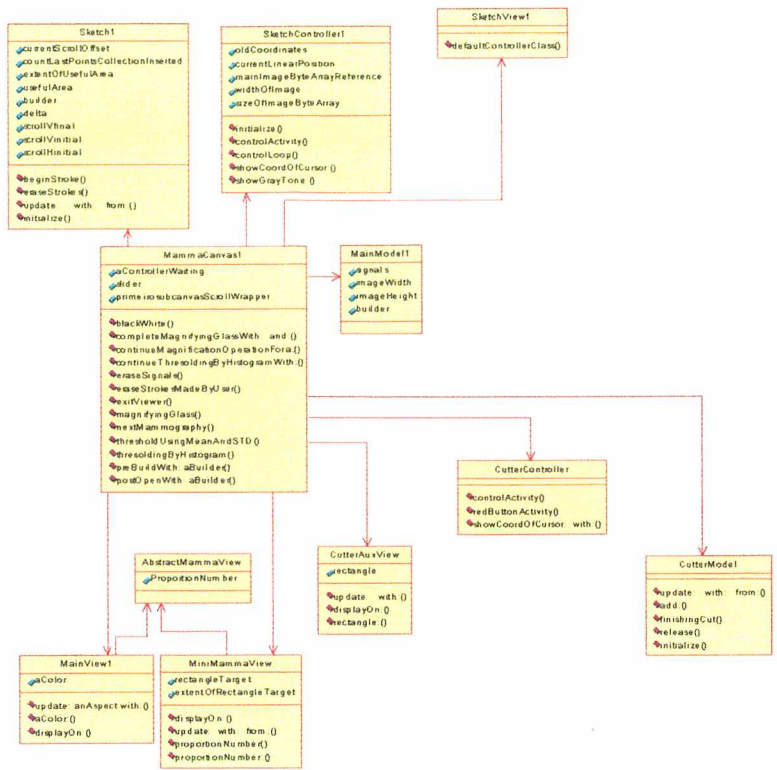 Sketch1
currentScrollOffset
countLastPointsCollectionInserted
extentOfUsefulArea
usefulArea
builder
delta
scrollVfinal
scrollVinitial
scrollHinitial
beginStroke()
eraseStrokes()
update with from ()
initialize()
SketchController1
oldCoordinates
currentLinearPosition
mainImageByteArrayReference
widthOfImage
sizeOfImageByteArray
initialize()
controlActivity()
controlLoop()
showCoordOfCursor()
showGrayTone ()
SketchView1
defaultControllerClass()
MammaCanvas1
aControllerWaiting
slider
primeirosubcanvasScrollWrapper
blackWhite()
completeMagnifyingGlassWith and ()
continueMagnificationOperationFora:()
continueThresoldingByHistogramWith:()
eraseSignals()
eraseStrokesMadeByUser()
exitViewer()
magnifyingGlass()
nextMammography()
thresholdUsingMeanAndSTD()
thresoldingByHistogram()
preBuildWith: aBuilder()
postOpenWith aBuilder()
MainModel1
signals
imageWidth
imageHeight
builder
CutterController
controlActivity()
redButtonActivity()
showCoordOfCursor with ()
CutterAuxView
rectangle
update with:()
displayOn:()
rectangle:()
CutterModel
update with from:()
add:()
finishingCut()
release()
initialize()
AbstractMammaView
ProportionNumber
MainView1
aColor
update: anAspect with:()
aColor:()
displayOn ()
MiniMammaView
rectangleTarget
extentOfRectangleTarget
displayOn ()
update with from:()
proportionNumber()
proportionNumber:()